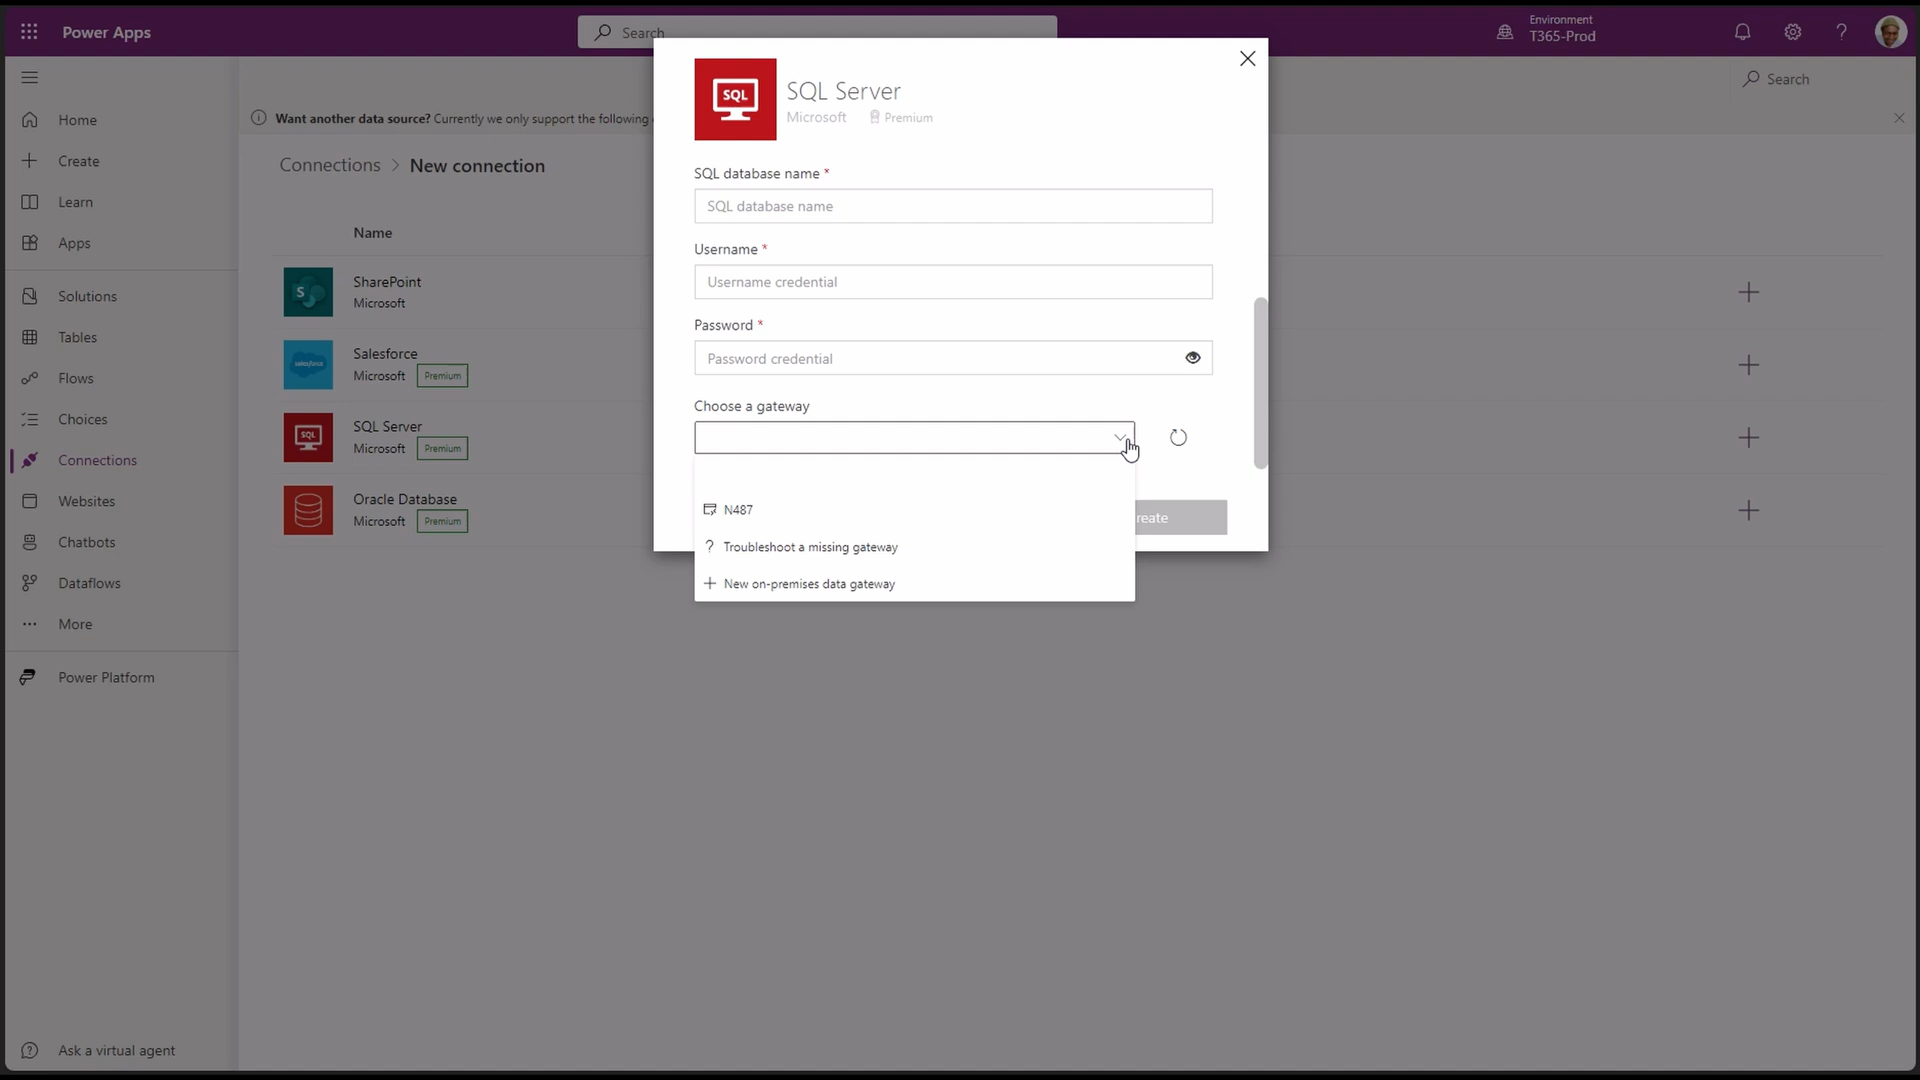 Power Apps
Search
Environment
T365-Prod
?
Search
Home
Create
Learn
Apps
Solutions
Tables
Flows
Choices
Connections
Websites
Chatbots
Dataflows
More
Power Platform
Ask a virtual agent
Want another data source? Currently we only support the following
Connections > New connection
Name
S
SharePoint
Microsoft
salesforce
Salesforce
Microsoft Premium
SQL
SQL Server
Microsoft Premium
Oracle Database
Microsoft Premium
SQL
SQL Server
Microsoft Premium
SQL database name *
SQL database name
Username *
Username credential
Password *
Password credential
Choose a gateway
N487
? Troubleshoot a missing gateway
New on-premises data gateway
reate